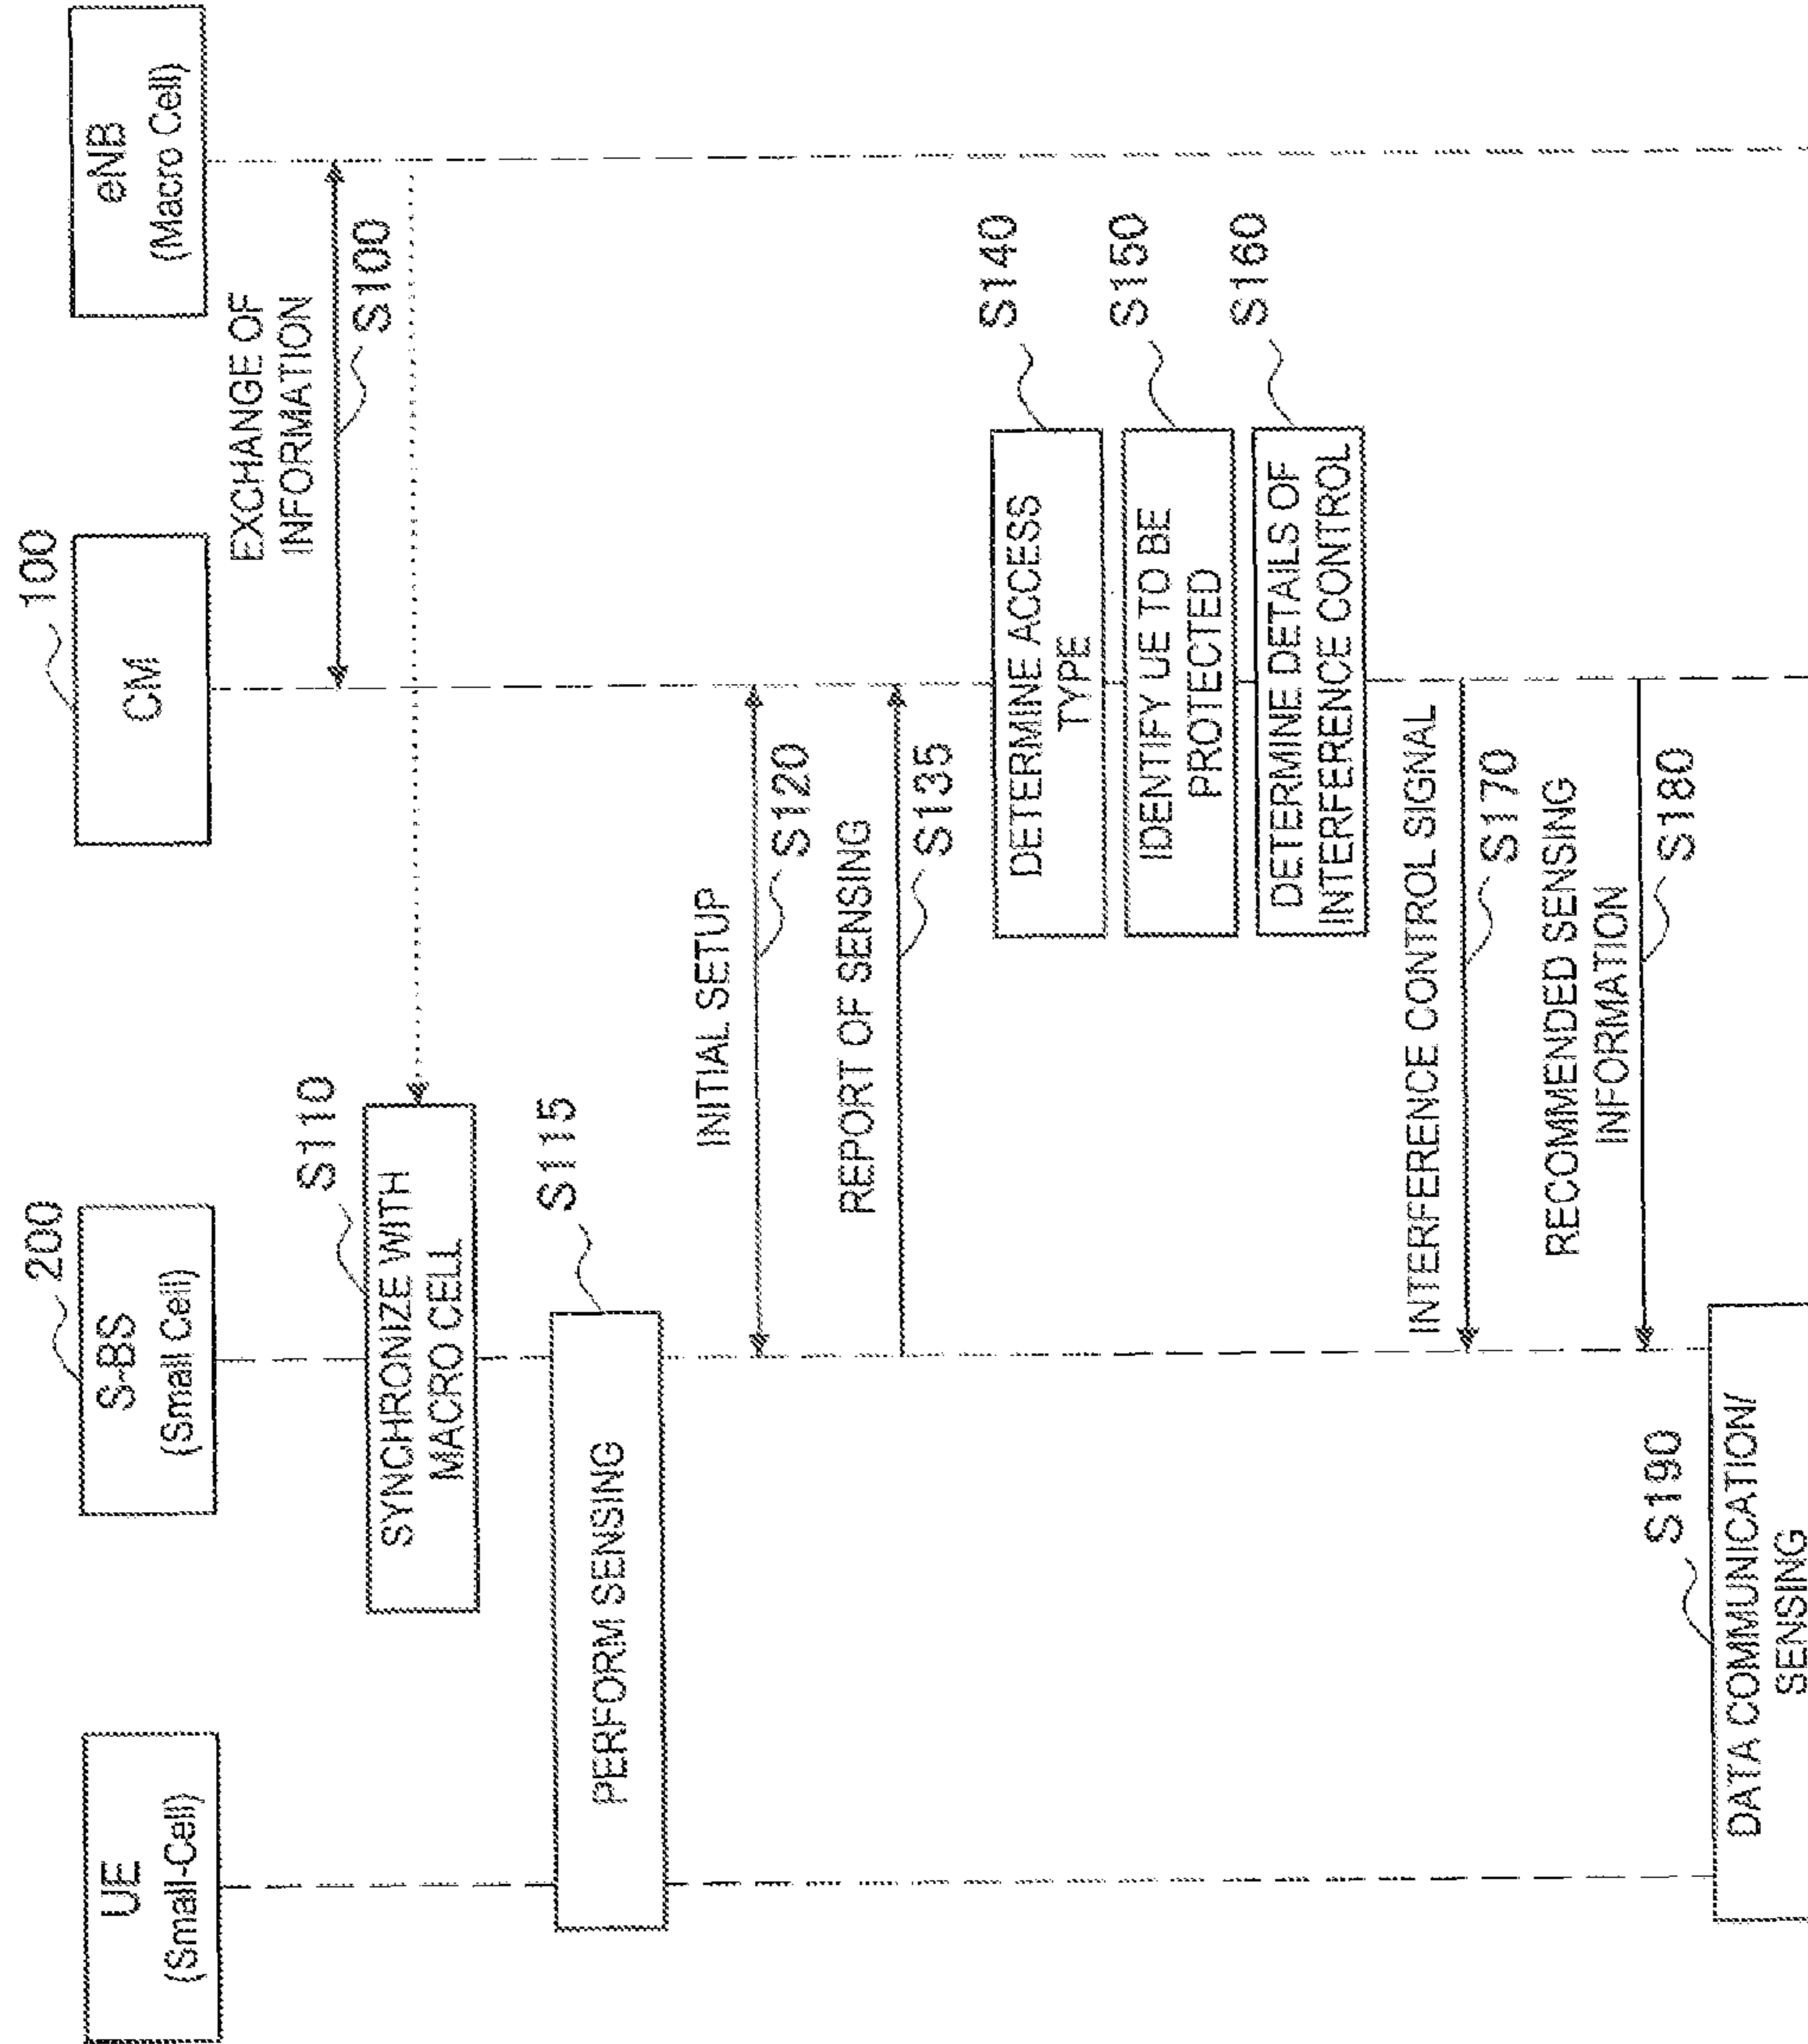 UE
(Small-Cell)
S-BS
(Small Cell)
200
CM
100
eNB
(Macro Cell)
EXCHANGE OF
INFORMATION
S100
SYNCHRONIZE WITH
MACRO CELL
S110
PERFORM SENSING
S115
INITIAL SETUP
S120
REPORT OF SENSING
S135
DETERMINE ACCESS
TYPE
S140
IDENTIFY UE TO BE
PROTECTED
S150
DETERMINE DETAILS OF
INTERFERENCE CONTROL
S160
INTERFERENCE CONTROL SIGNAL
S170
RECOMMENDED SENSING
INFORMATION
S180
DATA COMMUNICATION/
SENSING
S190